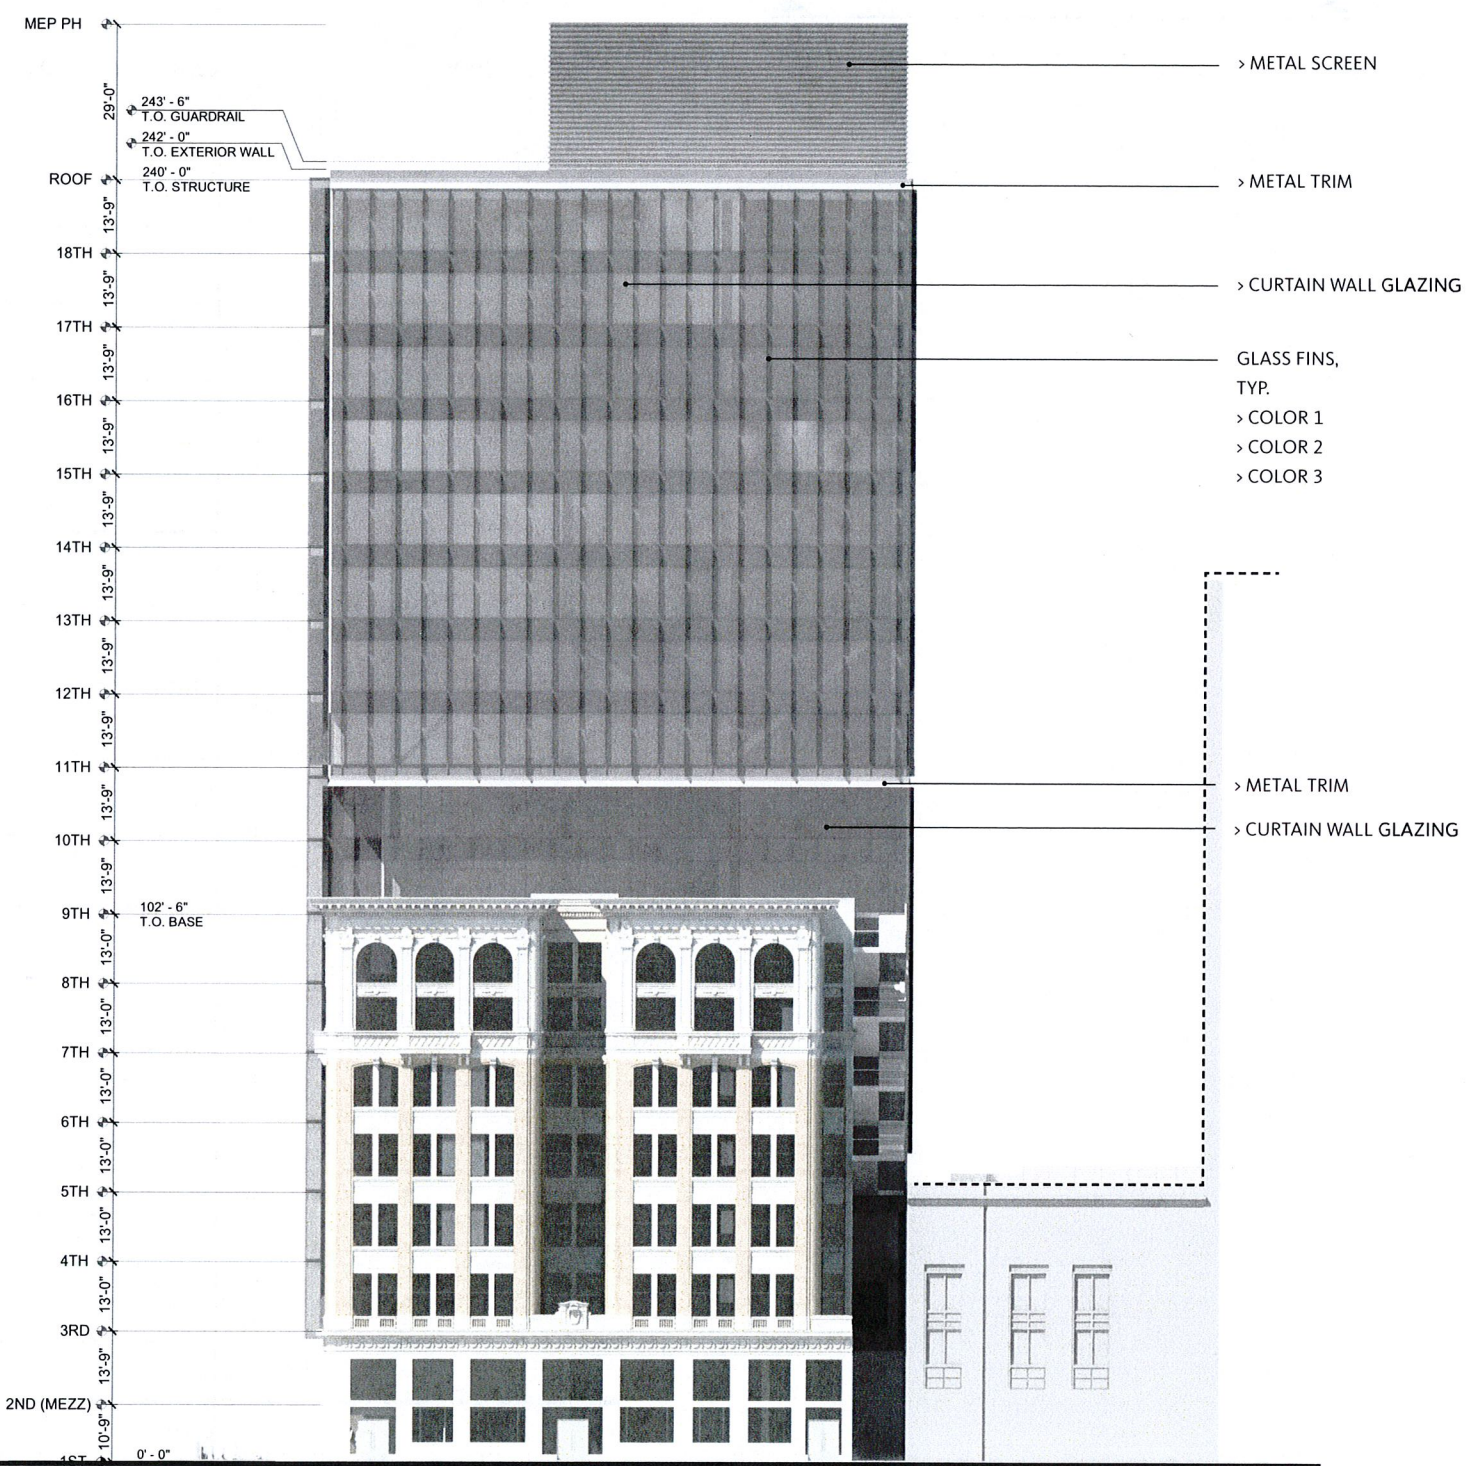 MEP PH
29'-0"
243' - 6"
T.O. GUARDRAIL
242' - 0"
T.O. EXTERIOR WALL
240' - 0"
T.O. STRUCTURE
ROOF
13'-9"
18TH
13'-9"
17TH
13'-9"
16TH
13'-9"
15TH
13'-9"
14TH
13'-9"
13TH
13'-9"
12TH
13'-9"
11TH
13'-9"
10TH
13'-9"
102' - 6"
T.O. BASE
9TH
13'-0"
8TH
13'-0"
7TH
13'-0"
6TH
13'-0"
5TH
13'-0"
4TH
13'-0"
3RD
13'-9"
2ND (MEZZ)
10'-9"
1ST
0' - 0"
> METAL SCREEN
> METAL TRIM
> CURTAIN WALL GLAZING
GLASS FINS,
TYP.
> COLOR 1
> COLOR 2
> COLOR 3
> METAL TRIM
> CURTAIN WALL GLAZING